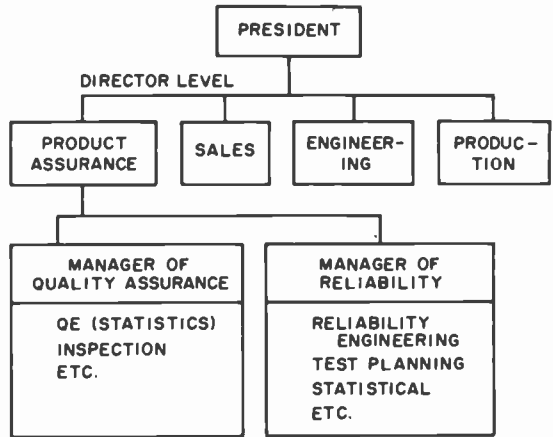 PRESIDENT
DIRECTOR LEVEL
PRODUCT
ASSURANCE
SALES
ENGINEER-
ING
PRODUC-
TION
MANAGER OF
QUALITY ASSURANCE
QE (STATISTICS)
INSPECTION
ETC.
MANAGER OF
RELIABILITY
RELIABILITY
ENGINEERING
TEST PLANNING
STATISTICAL
ETC.